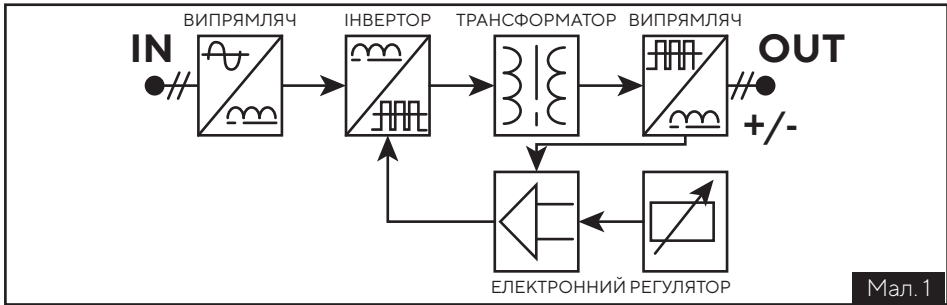 ВИПРЯМЛЯЧ ІНВЕРТОР ТРАНСФОРМАТОР ВИПРЯМЛЯЧ
IN OUT
+/-
ЕЛЕКТРОННИЙ РЕГУЛЯТОР
Мал. 1